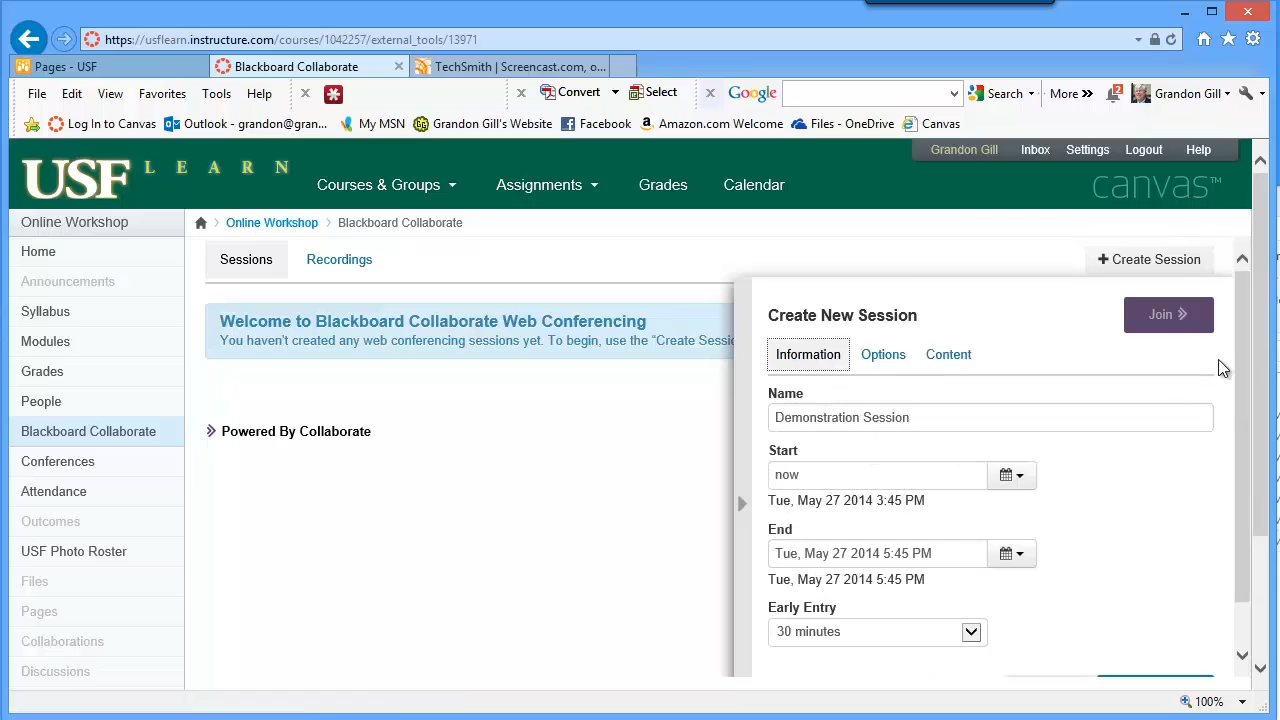 https://usflearn.instructure.com/courses/1042257/external_tools/13971
Pages - USF
Blackboard Collaborate
TechSmith | Screencast.com, o...
File Edit View Favorites Tools Help
Convert Select
Google Search More 2 Grandon Gill
Log In to Canvas Outlook - grandon@gran... My MSN Grandon Gill's Website Facebook Amazon.com Welcome Files - OneDrive Canvas
Grandon Gill Inbox Settings Logout Help
USF LEARN
Courses & Groups Assignments Grades Calendar
canvas™
Online Workshop
Online Workshop Blackboard Collaborate
Home
Announcements
Syllabus
Modules
Grades
People
Blackboard Collaborate
Conferences
Attendance
Outcomes
USF Photo Roster
Files
Pages
Collaborations
Discussions
Sessions Recordings
+ Create Session
Welcome to Blackboard Collaborate Web Conferencing
You haven't created any web conferencing sessions yet. To begin, use the "Create Sessi
Powered By Collaborate
Create New Session
Join
Information Options Content
Name
Demonstration Session
Start
now
Tue, May 27 2014 3:45 PM
End
Tue, May 27 2014 5:45 PM
Tue, May 27 2014 5:45 PM
Early Entry
30 minutes
100%